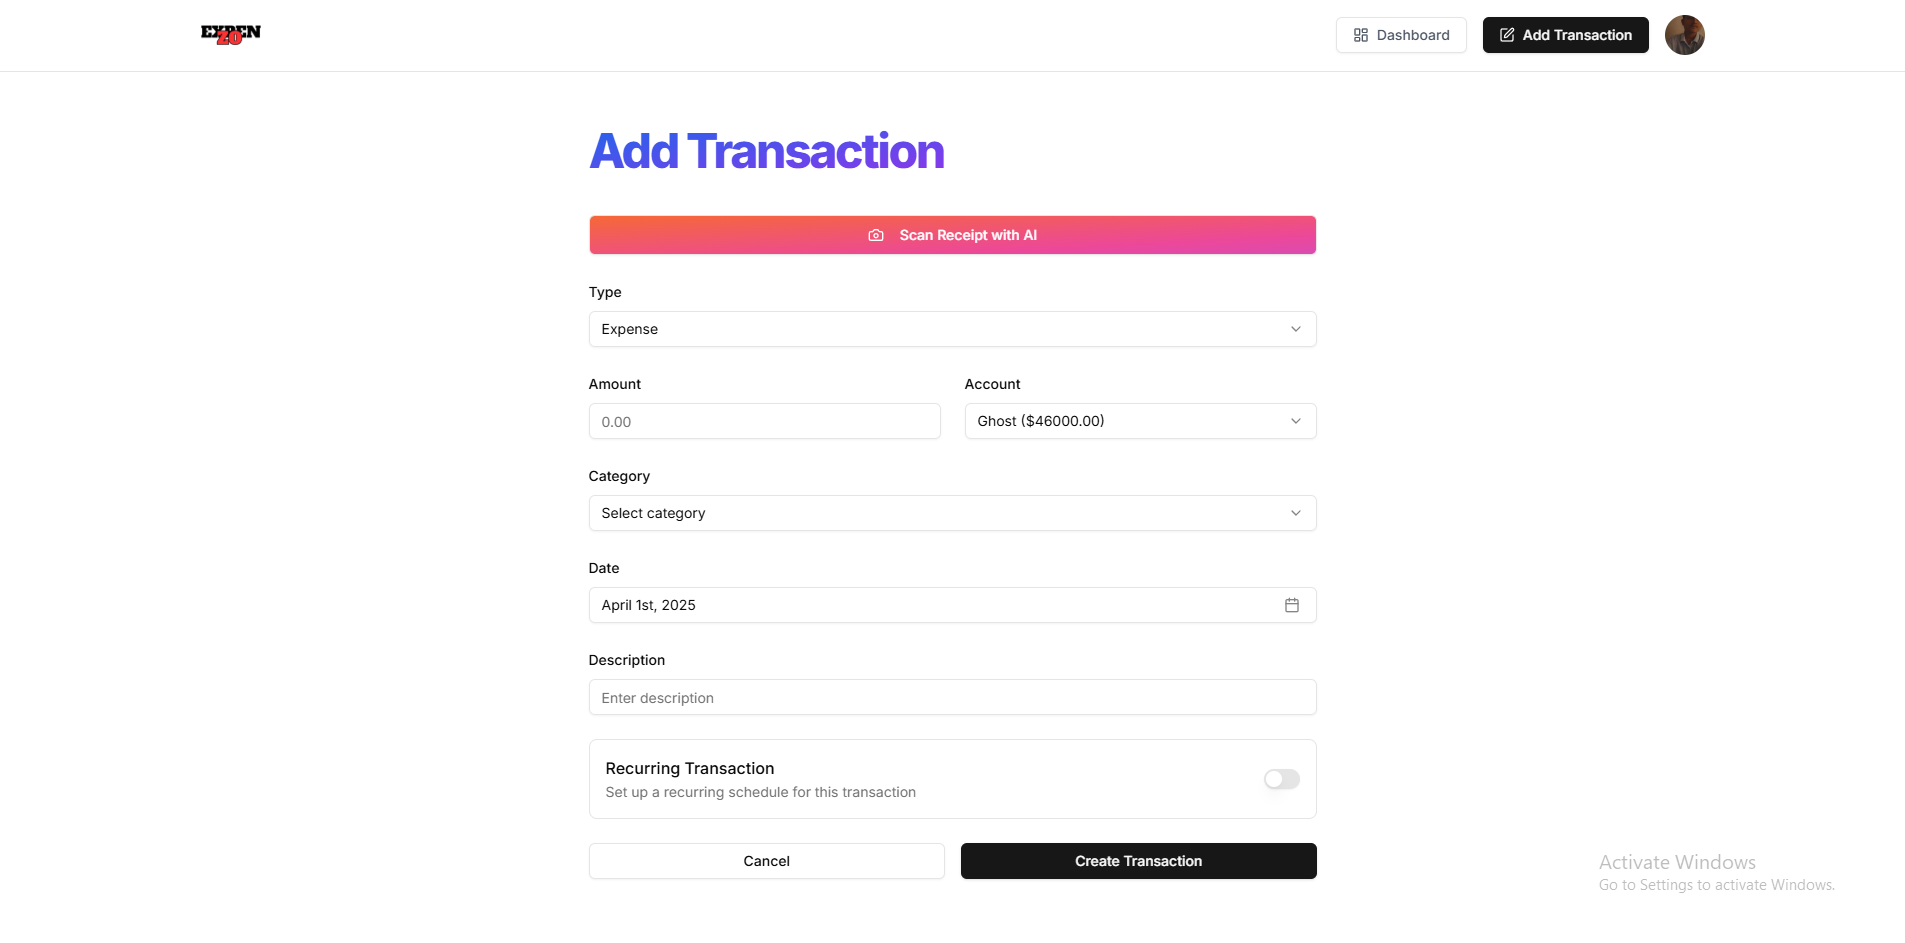 EXPEN
ZO
Dashboard
Add Transaction
Add Transaction
Scan Receipt with AI
Type
Expense
Amount
Account
0.00
Ghost ($46000.00)
Category
Select category
Date
April 1st, 2025
Description
Enter description
Recurring Transaction
Set up a recurring schedule for this transaction
Cancel
Create Transaction
Activate Windows
Go to Settings to activate Windows.